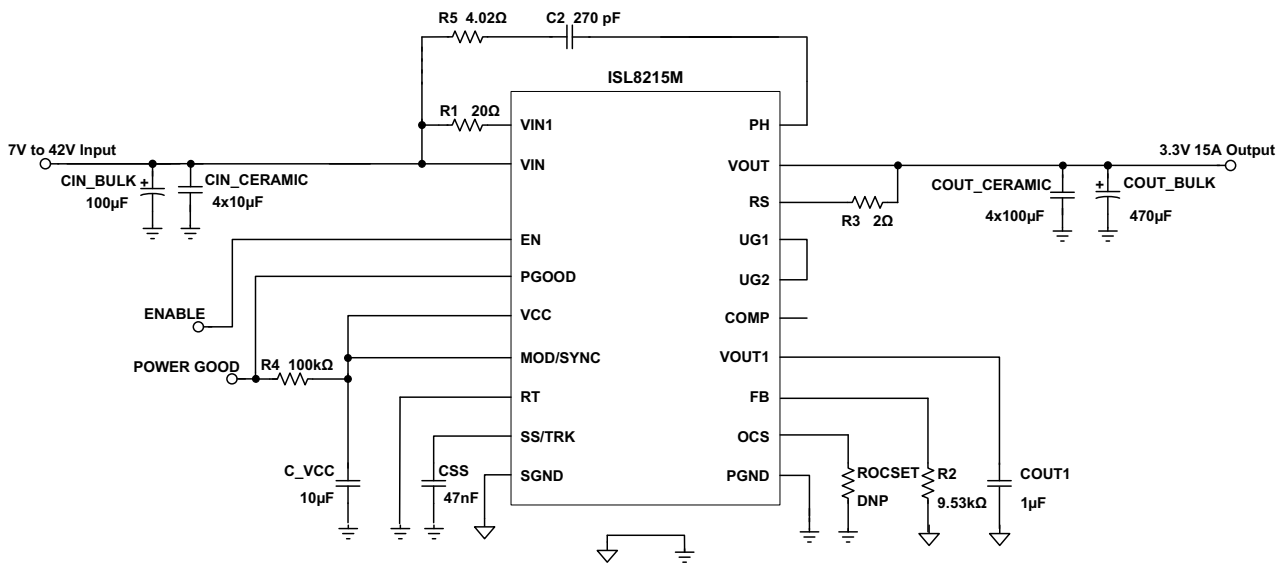 R5 4.02Ω
C2 270 pF
ISL8215M
R1 20Ω
VIN1
PH
7V to 42V Input
VIN
VOUT
3.3V 15A Output
CIN_BULK
+
100µF
CIN_CERAMIC
4x10µF
RS
R3 2Ω
COUT_CERAMIC
4x100µF
+
COUT_BULK
470µF
EN
UG1
PGOOD
UG2
ENABLE
VCC
COMP
POWER GOOD
R4 100kΩ
MOD/SYNC
VOUT1
RT
FB
SS/TRK
OCS
C_VCC
10µF
CSS
47nF
SGND
PGND
ROCSET
DNP
R2
9.53kΩ
COUT1
1µF